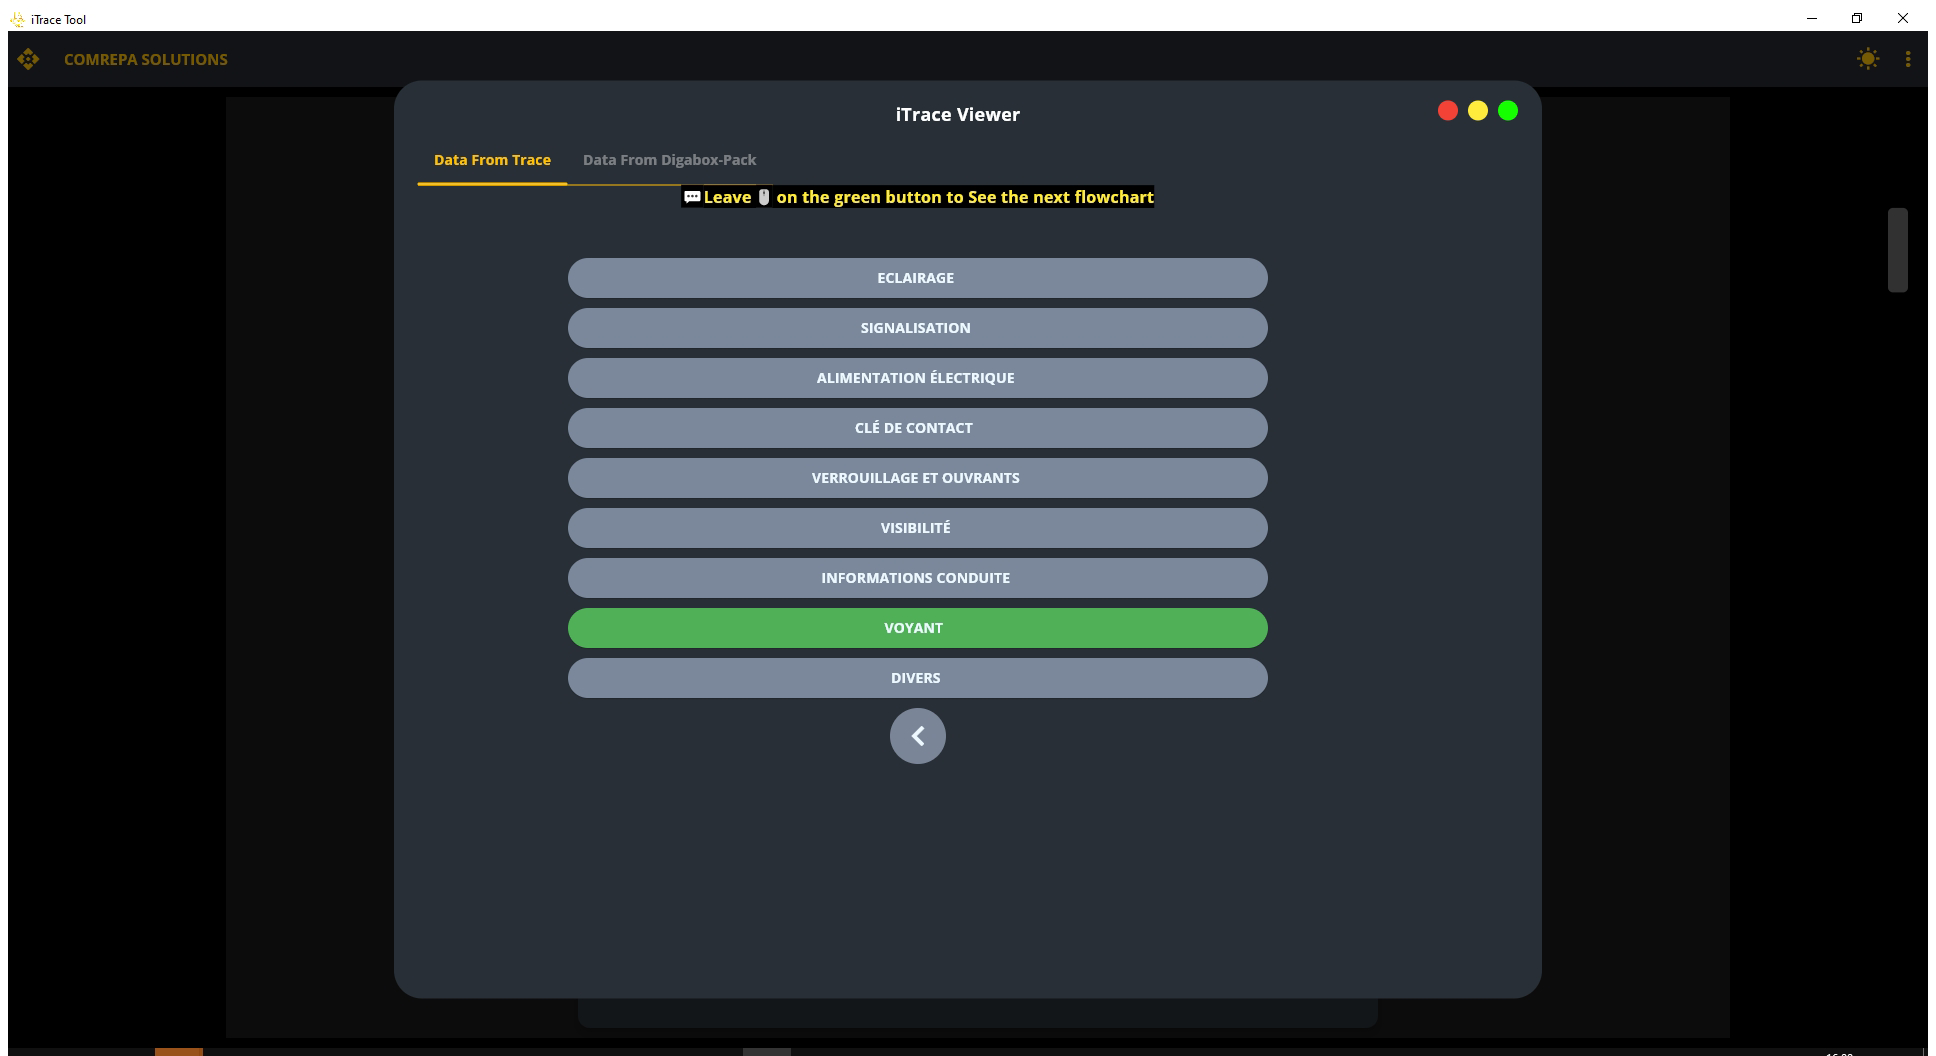 iTrace Tool
COMREPA SOLUTIONS
iTrace Viewer
Data From Trace
Data From Digabox-Pack
Leave on the green button to See the next flowchart
ECLAIRAGE
SIGNALISATION
ALIMENTATION ÉLECTRIQUE
CLÉ DE CONTACT
VERROUILLAGE ET OUVRANTS
VISIBILITÉ
INFORMATIONS CONDUITE
VOYANT
DIVERS